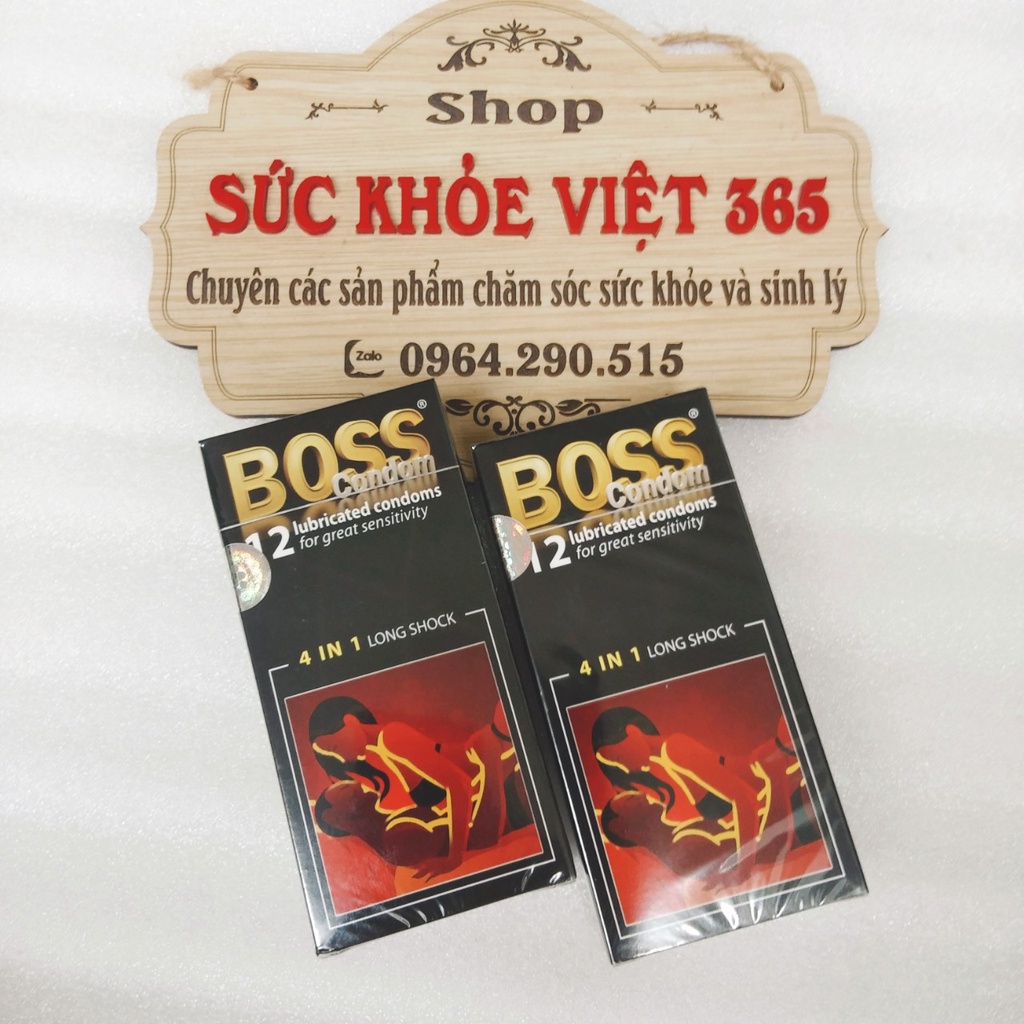 Shop
SỨC KHỎE VIỆT 365
Chuyên các sản phẩm chăm sóc sức khỏe và sinh lý
Zalo 0964.290.515
BOSS®
Condom
12 lubricated condoms
for great sensitivity
4 IN 1 LONG SHOCK
BOSS®
Condom
12 lubricated condoms
for great sensitivity
4 IN 1 LONG SHOCK